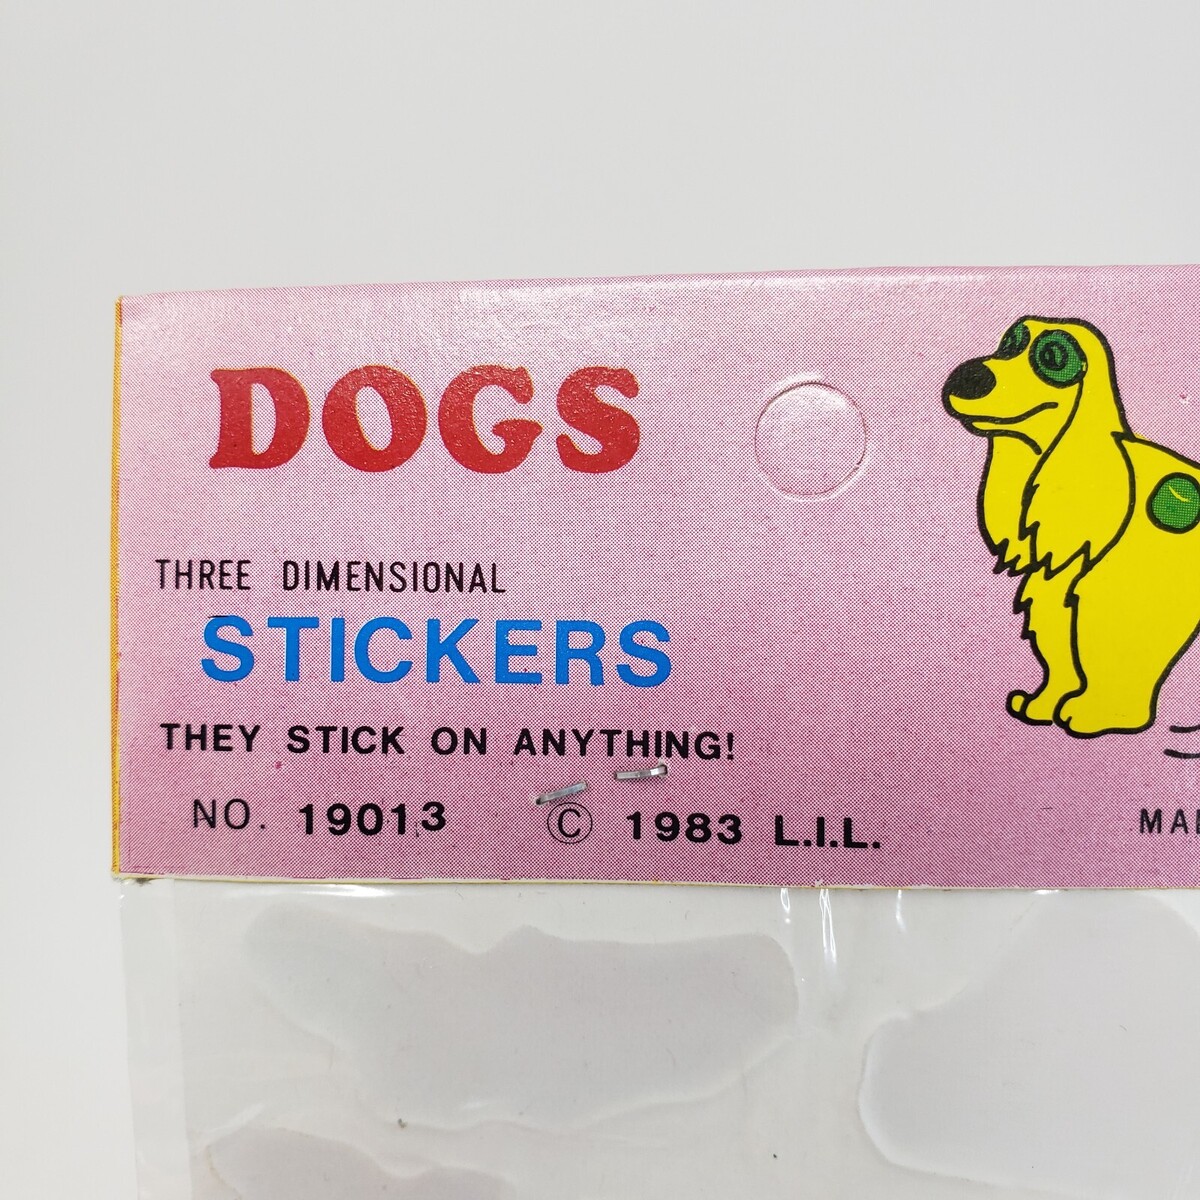 DOGS
THREE DIMENSIONAL
STICKERS
THEY STICK ON ANYTHING!
NO. 19013 © 1983 L.I.L.